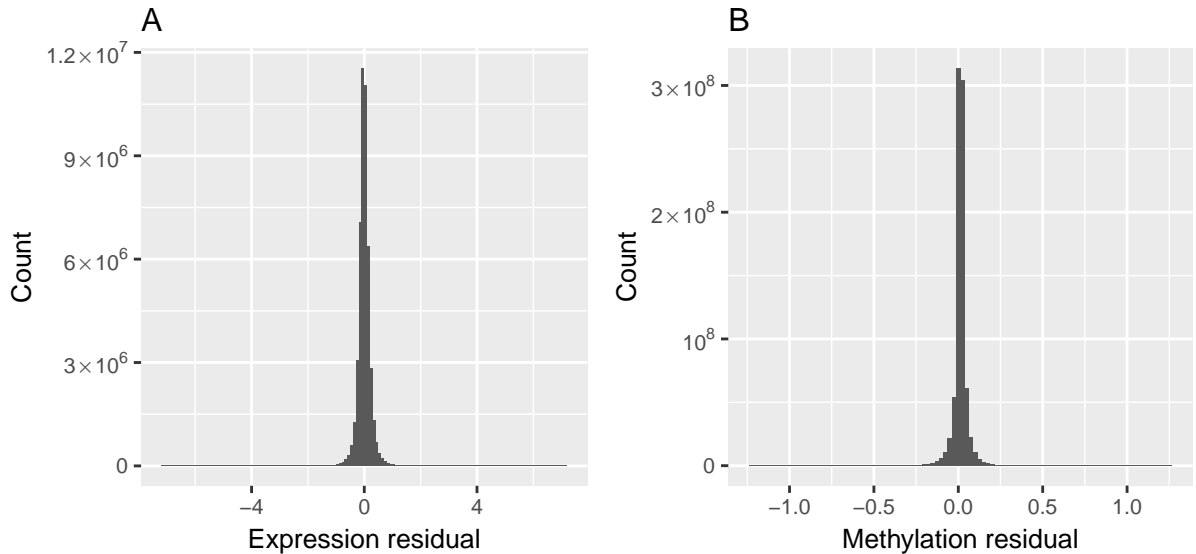 A
1.2×10⁷
9×10⁶
6×10⁶
3×10⁶
0
Count
−4
0
4
Expression residual
B
3×10⁸
2×10⁸
10⁸
0
Count
−1.0
−0.5
0.0
0.5
1.0
Methylation residual